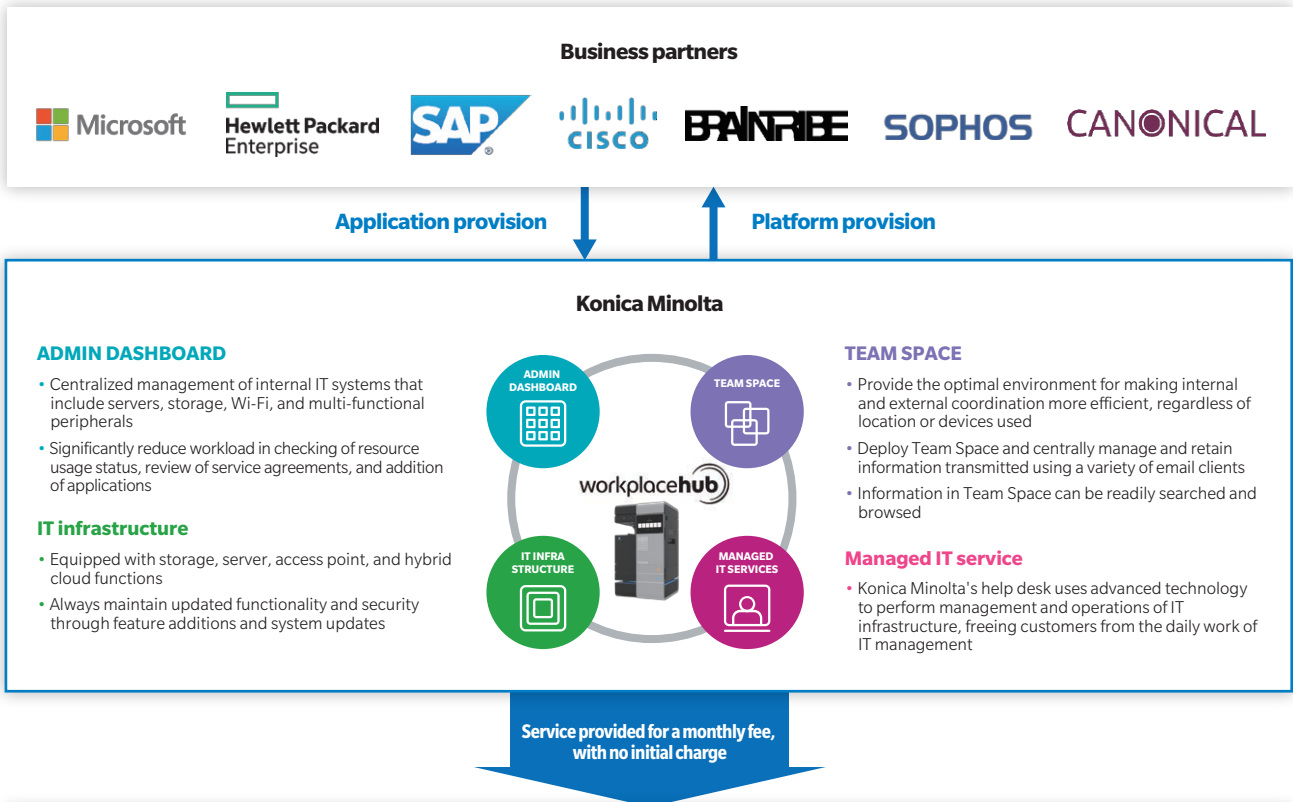 Business partners
Microsoft
Hewlett Packard
Enterprise
SAP
®
CISCO
BRAINTRIBE
SOPHOS
CANONICAL
Application provision
Platform provision
Konica Minolta
ADMIN DASHBOARD
• Centralized management of internal IT systems that
include servers, storage, Wi-Fi, and multi-functional
peripherals
• Significantly reduce workload in checking of resource
usage status, review of service agreements, and addition
of applications
IT infrastructure
• Equipped with storage, server, access point, and hybrid
cloud functions
• Always maintain updated functionality and security
through feature additions and system updates
ADMIN
DASHBOARD
TEAM SPACE
workplacehub
IT INFRA
STRUCTURE
MANAGED
IT SERVICES
TEAM SPACE
• Provide the optimal environment for making internal
and external coordination more efficient, regardless of
location or devices used
• Deploy Team Space and centrally manage and retain
information transmitted using a variety of email clients
• Information in Team Space can be readily searched and
browsed
Managed IT service
• Konica Minolta's help desk uses advanced technology
to perform management and operations of IT
infrastructure, freeing customers from the daily work of
IT management
Service provided for a monthly fee,
with no initial charge